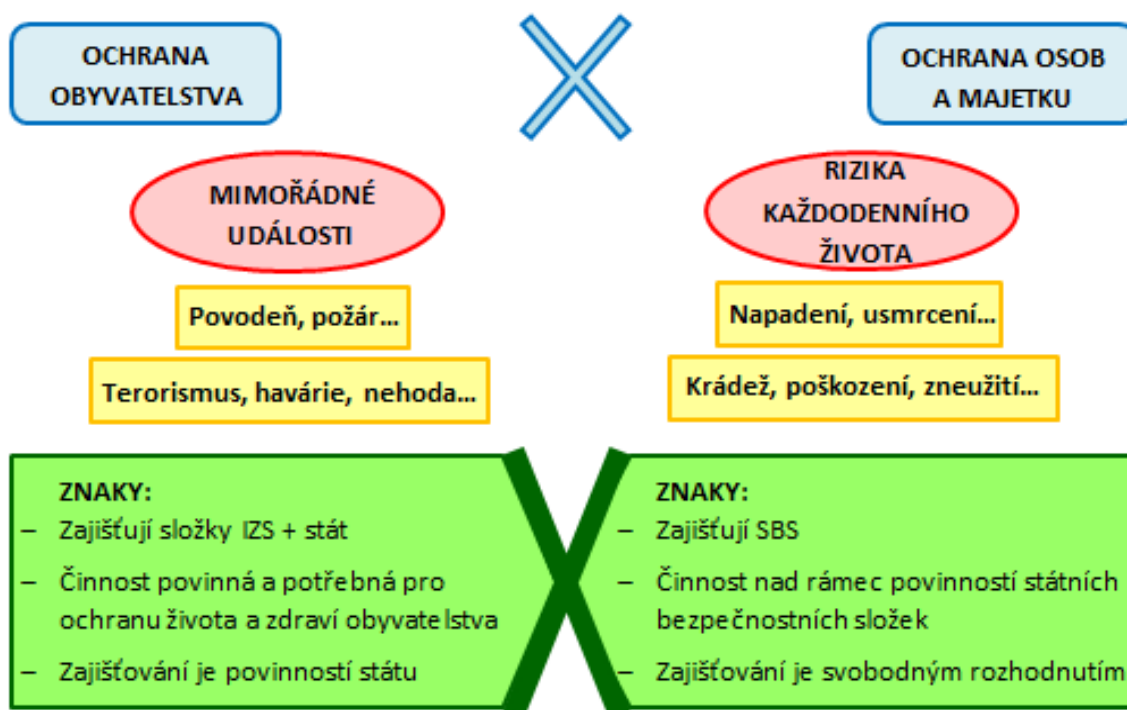 OCHRANA
OBYVATELSTVA
OCHRANA OSOB
A MAJETKU
MIMOŘÁDNÉ
UDÁLOSTI
RIZIKA
KAŽDODENNÍHO
ŽIVOTA
Povodeň, požár...
Terorismus, havárie, nehoda...
Napadení, usmrcení...
Krádež, poškození, zneužití...
ZNAKY:
– Zajišťují složky IZS + stát
– Činnost povinná a potřebná pro
ochranu života a zdraví obyvatelstva
– Zajišťování je povinností státu
ZNAKY:
– Zajišťují SBS
– Činnost nad rámec povinností státních
bezpečnostních složek
– Zajišťování je svobodným rozhodnutím